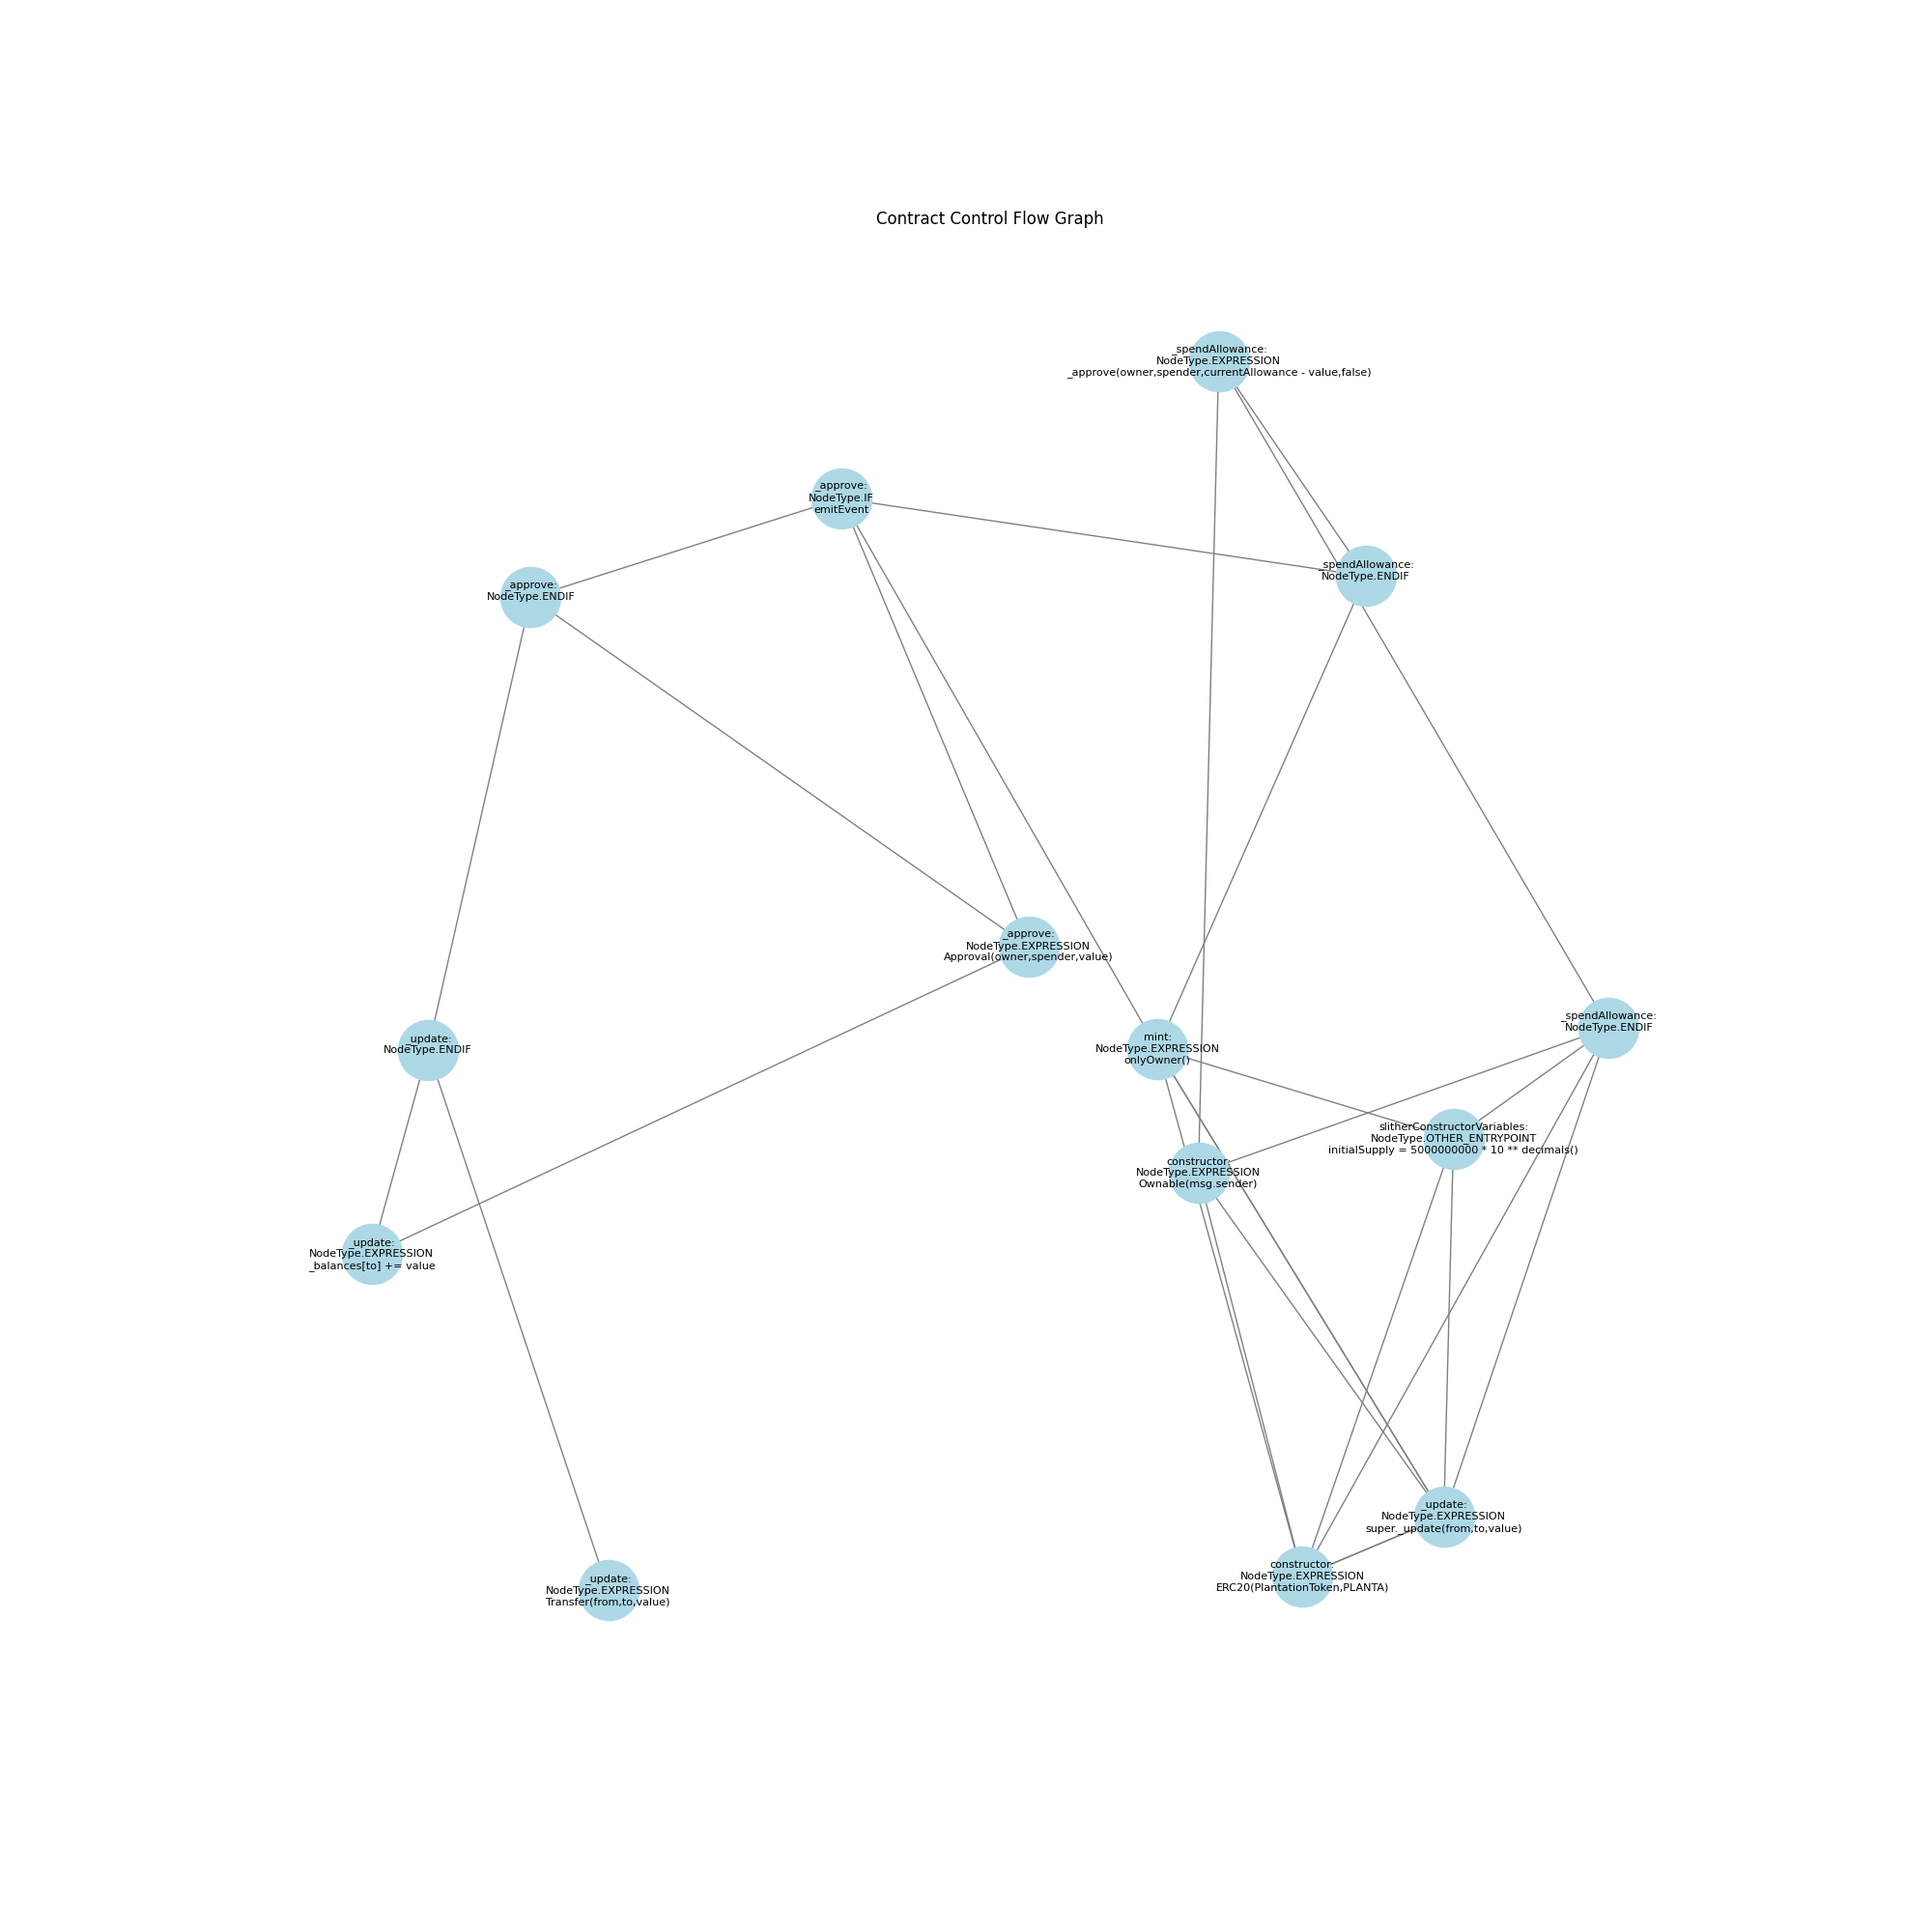 Contract Control Flow Graph
_spendAllowance:
NodeType.EXPRESSION
_approve(owner,spender,currentAllowance - value,false)
_approve:
NodeType.IF
emitEvent
_spendAllowance:
NodeType.ENDIF
_approve:
NodeType.ENDIF
_approve:
NodeType.EXPRESSION
Approval(owner,spender,value)
_spendAllowance:
NodeType.ENDIF
_update:
NodeType.ENDIF
mint:
NodeType.EXPRESSION
onlyOwner()
slitherConstructorVariables:
NodeType.OTHER_ENTRYPOINT
initialSupply = 5000000000 * 10 ** decimals()
constructor:
NodeType.EXPRESSION
Ownable(msg.sender)
_update:
NodeType.EXPRESSION
_balances[to] += value
_update:
NodeType.EXPRESSION
super._update(from,to,value)
constructor:
NodeType.EXPRESSION
ERC20(PlantationToken,PLANTA)
_update:
NodeType.EXPRESSION
Transfer(from,to,value)